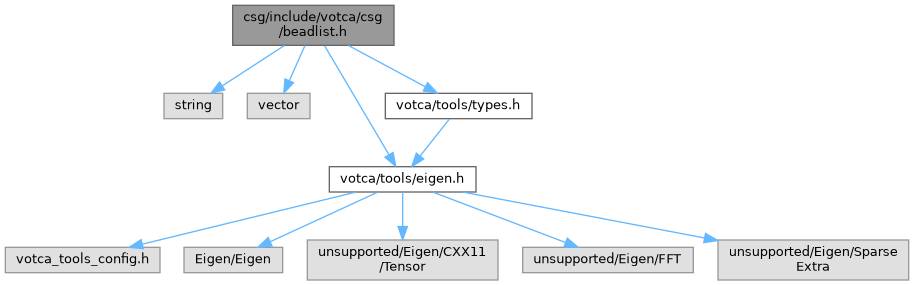 csg/include/votca/csg
/beadlist.h
string
vector
votca/tools/types.h
votca/tools/eigen.h
votca_tools_config.h
Eigen/Eigen
unsupported/Eigen/CXX11
/Tensor
unsupported/Eigen/FFT
unsupported/Eigen/Sparse
Extra